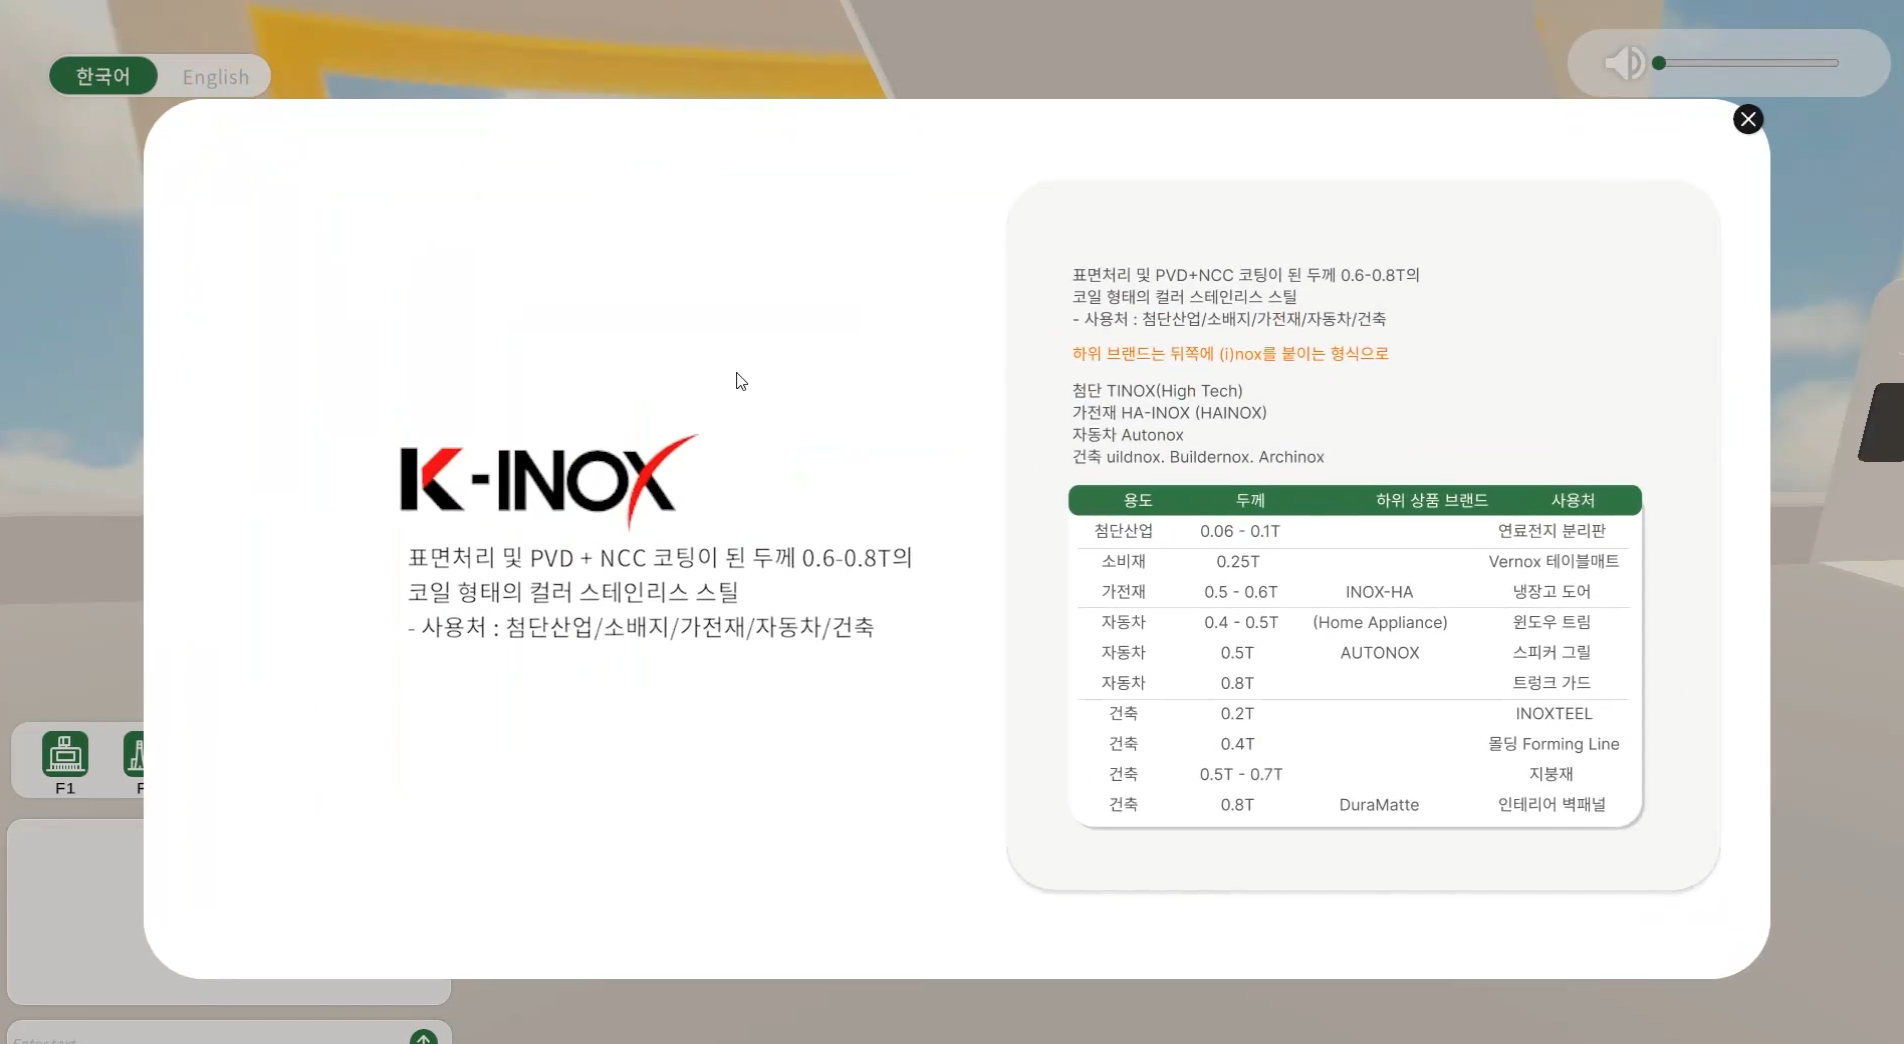 한국어
English
K-INOX
표면처리 및 PVD + NCC 코팅이 된 두께 0.6-0.8T의
코일 형태의 컬러 스테인리스 스틸
- 사용처 : 첨단산업/소배지/가전재/자동차/건축
표면처리 및 PVD+NCC 코팅이 된 두께 0.6-0.8T의
코일 형태의 컬러 스테인리스 스틸
- 사용처 : 첨단산업/소배지/가전재/자동차/건축
하위 브랜드는 뒤쪽에 (i)nox를 붙이는 형식으로
첨단 TINOX(High Tech)
가전재 HA-INOX (HAINOX)
자동차 Autonox
건축 uildnox. Buildernox. Archinox
용도 두께 하위 상품 브랜드 사용처
첨단산업 0.06 - 0.1T 연료전지 분리판
소비재 0.25T Vernox 테이블매트
가전재 0.5 - 0.6T INOX-HA 냉장고 도어
자동차 0.4 - 0.5T (Home Appliance) 윈도우 트림
자동차 0.5T AUTONOX 스피커 그릴
자동차 0.8T 트렁크 가드
건축 0.2T INOXTEEL
건축 0.4T 몰딩 Forming Line
건축 0.5T - 0.7T 지붕재
건축 0.8T DuraMatte 인테리어 벽패널
F1